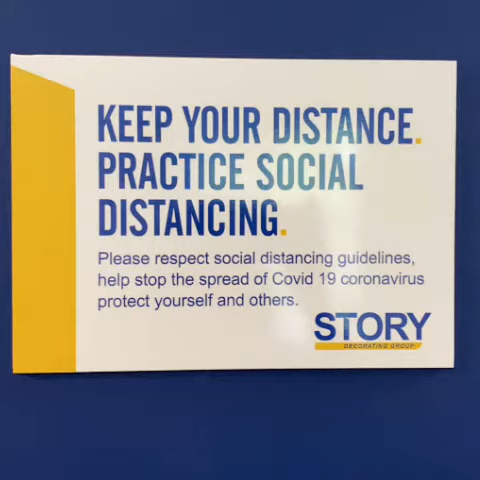 KEEP YOUR DISTANCE.
PRACTICE SOCIAL
DISTANCING.
Please respect social distancing guidelines,
help stop the spread of Covid 19 coronavirus
protect yourself and others.
STORY
DECORATING GROUP